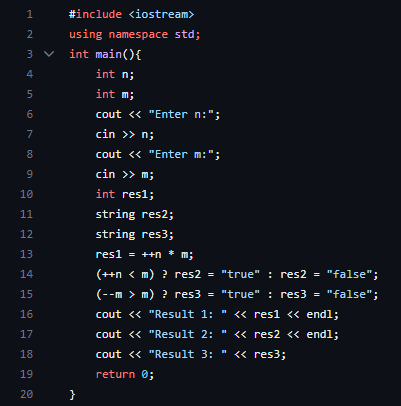 1 #include <iostream>
2 using namespace std;
3 int main(){
4 int n;
5 int m;
6 cout << "Enter n:";
7 cin >> n;
8 cout << "Enter m:";
9 cin >> m;
10 int res1;
11 string res2;
12 string res3;
13 res1 = ++n * m;
14 (++n < m) ? res2 = "true" : res2 = "false";
15 (--m > m) ? res3 = "true" : res3 = "false";
16 cout << "Result 1: " << res1 << endl;
17 cout << "Result 2: " << res2 << endl;
18 cout << "Result 3: " << res3;
19 return 0;
20 }